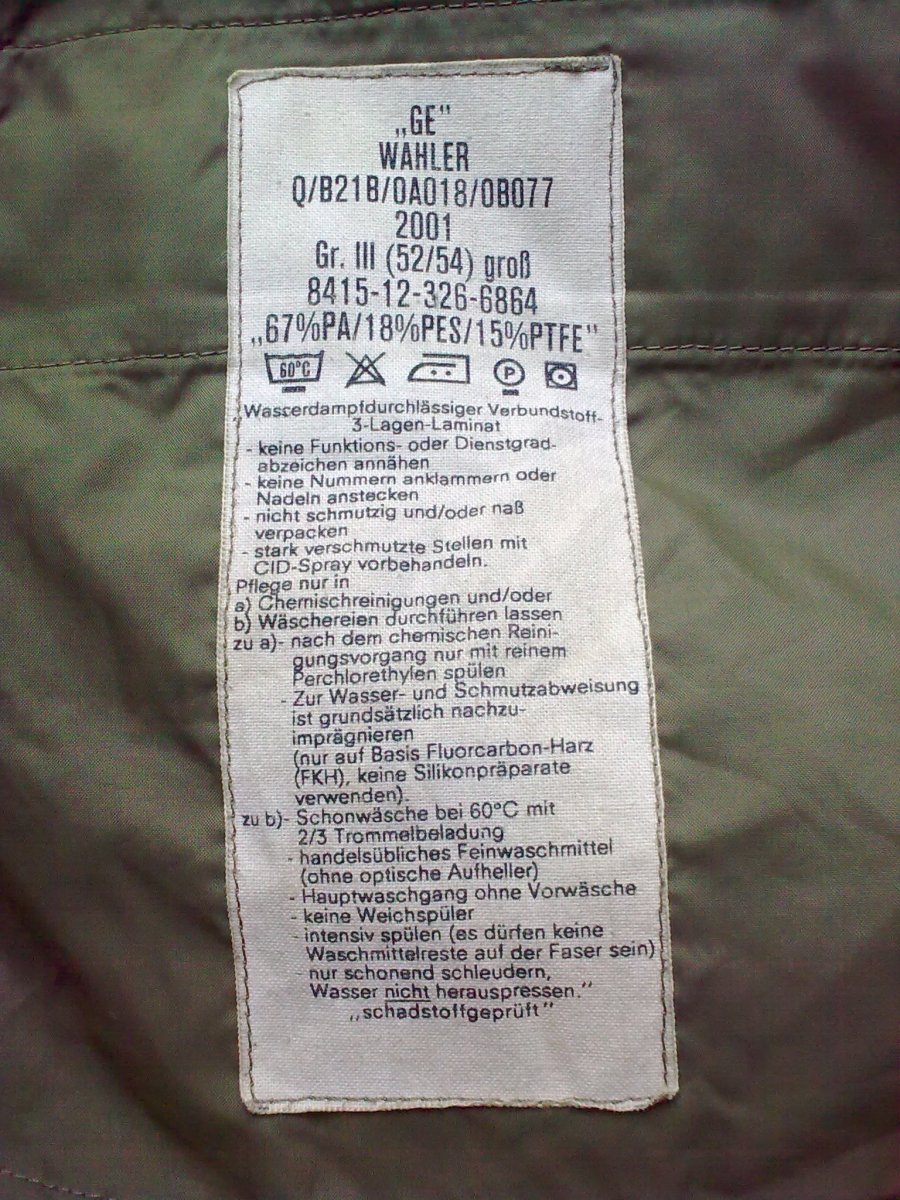 „GE“
WAHLER
Q/B21B/0A018/0B077
2001
Gr. III (52/54) groß
8415-12-326-6864
„67%PA/18%PES/15%PTFE“
60°C P
„Wasserdampfdurchlässiger Verbundstoff-
3-Lagen-Laminat
- keine Funktions- oder Dienstgrad-
abzeichen annähen
- keine Nummern anklammern oder
Nadeln anstecken
- nicht schmutzig und/oder naß
verpacken
- stark verschmutzte Stellen mit
CID-Spray vorbehandeln.
Pflege nur in
a) Chemischreinigungen und/oder
b) Wäschereien durchführen lassen
zu a)- nach dem chemischen Reini-
gungsvorgang nur mit reinem
Perchlorethylen spülen
- Zur Wasser- und Schmutzabweisung
ist grundsätzlich nachzu-
imprägnieren
(nur auf Basis Fluorcarbon-Harz
(FKH), keine Silikonpräparate
verwenden).
zu b)- Schonwäsche bei 60°C mit
2/3 Trommelbeladung
- handelsübliches Feinwaschmittel
(ohne optische Aufheller)
- Hauptwaschgang ohne Vorwäsche
- keine Weichspüler
- intensiv spülen (es dürfen keine
Waschmittelreste auf der Faser sein)
- nur schonend schleudern,
Wasser nicht herauspressen.“
„schadstoffgeprüft“